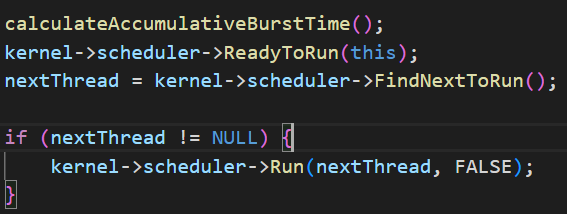 calculateAccumulativeBurstTime();
kernel->scheduler->ReadyToRun(this);
nextThread = kernel->scheduler->FindNextToRun();
if (nextThread != NULL) {
kernel->scheduler->Run(nextThread, FALSE);
}